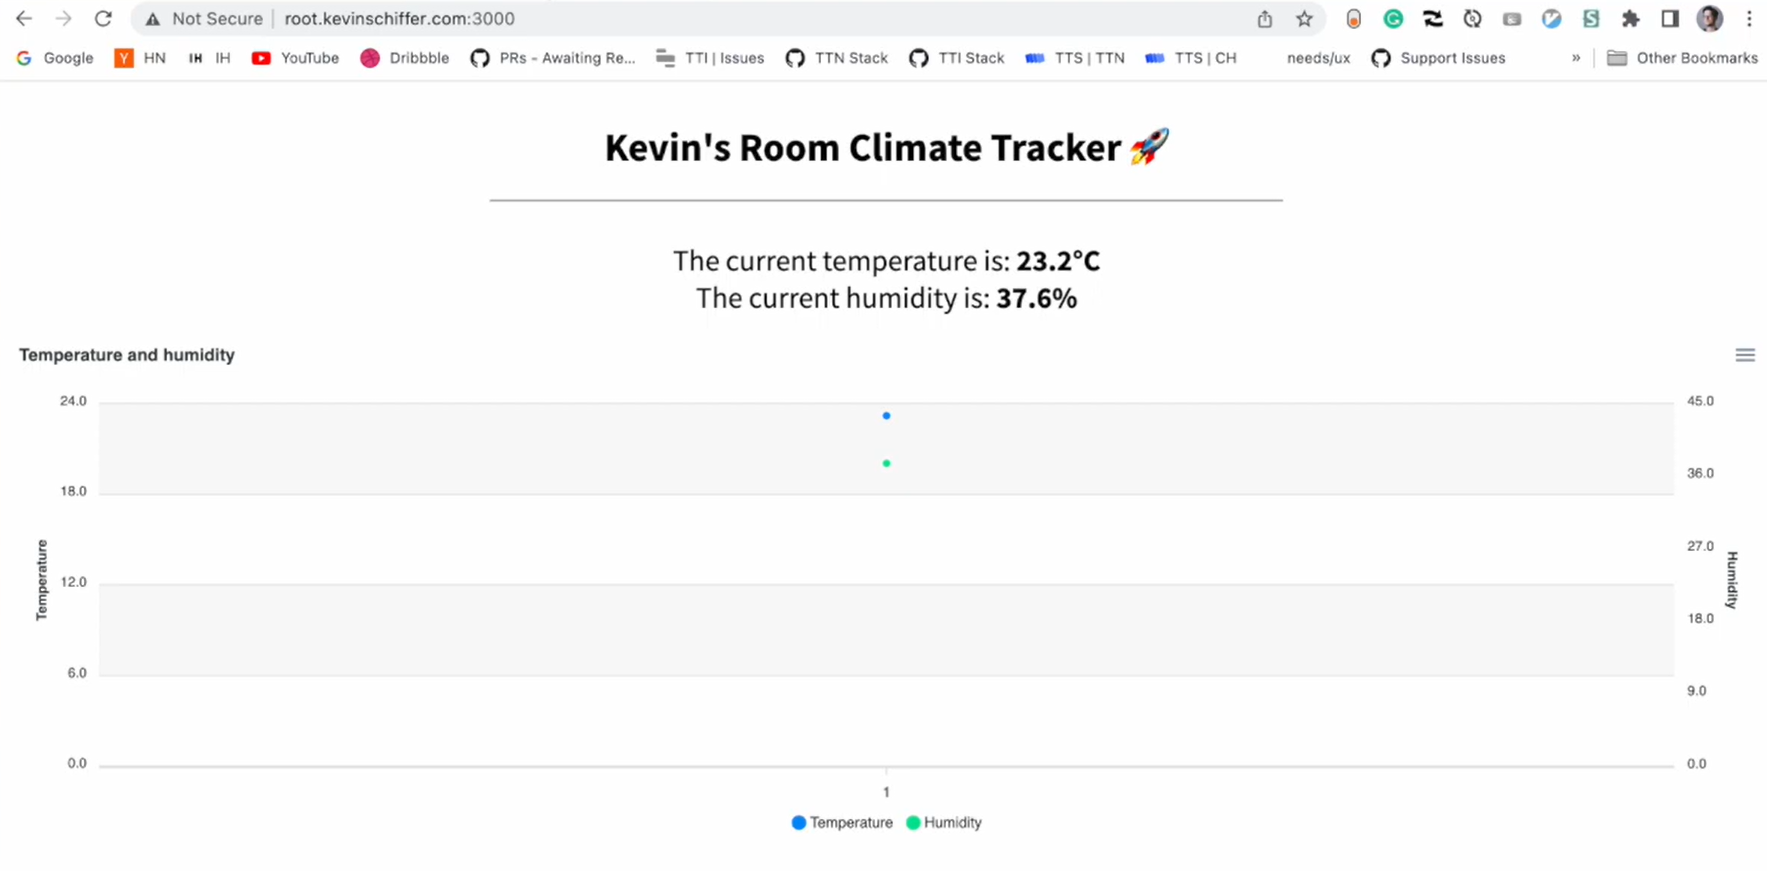 Not Secure | root.kevinschiffer.com:3000
Google HN IH IH YouTube Dribbble PRs – Awaiting Re... TTI | Issues TTN Stack TTI Stack TTS | TTN TTS | CH needs/ux Support Issues » Other Bookmarks
Kevin's Room Climate Tracker 🚀
The current temperature is: 23.2°C
The current humidity is: 37.6%
Temperature and humidity
24.0
18.0
12.0
6.0
0.0
Temperature
45.0
36.0
27.0
18.0
9.0
0.0
Humidity
1
Temperature Humidity